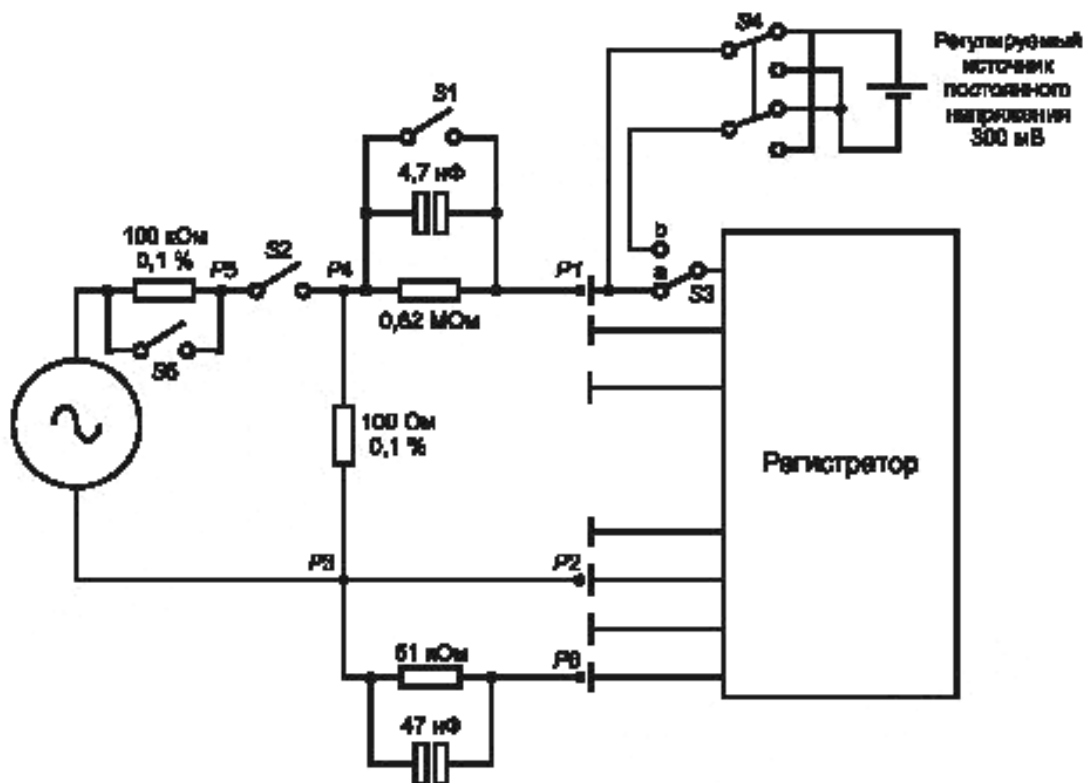 S4
Регулируемый
источник
постоянного
напряжения
300 мВ
S1
4,7 нФ
100 кОм
0,1 %
P5
S2
P4
0,62 МОм
P1
b
a
S3
S5
100 Ом
0,1 %
Регистратор
P3
P2
51 кОм
P6
47 нФ